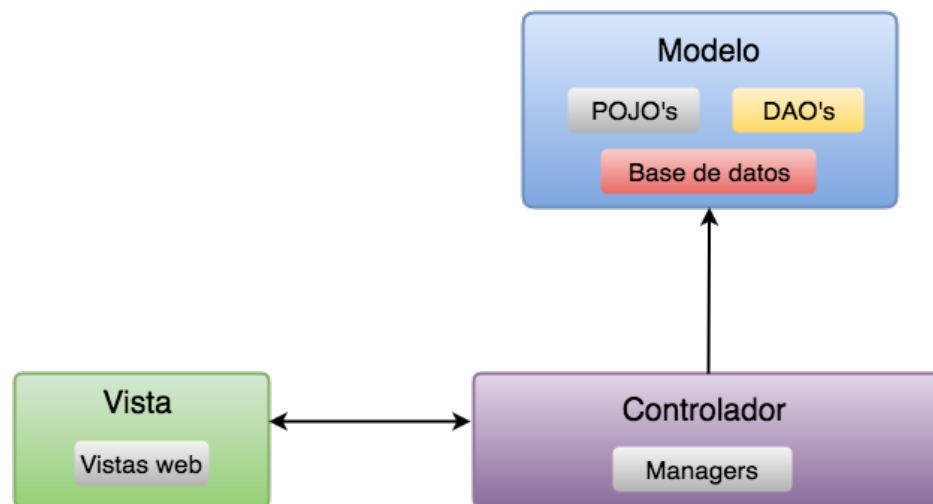 Modelo
POJO's
DAO's
Base de datos
Vista
Vistas web
Controlador
Managers